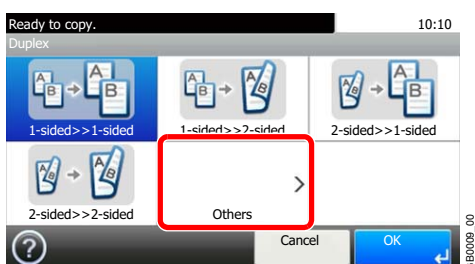 Ready to copy. 10:10
Duplex
1-sided>>1-sided 1-sided>>2-sided 2-sided>>1-sided
2-sided>>2-sided Others
? Cancel OK
B0009_00